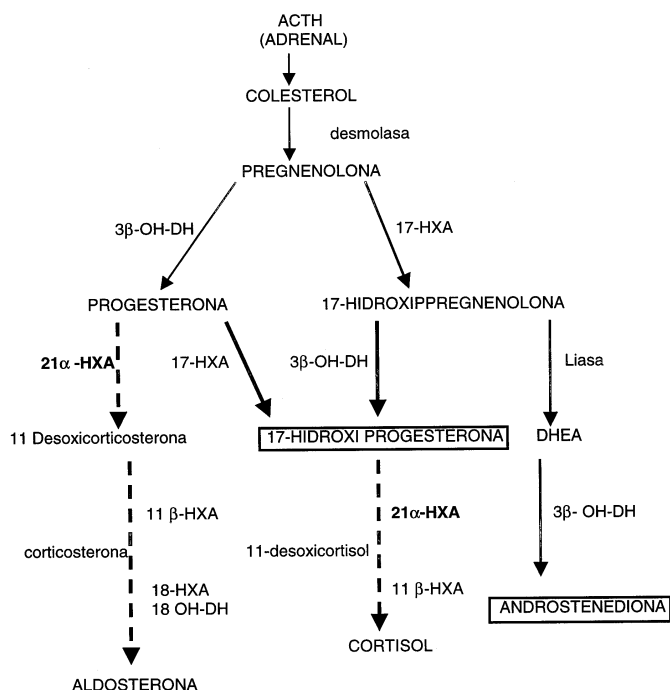 ACTH
(ADRENAL)
COLESTEROL
desmolasa
PREGNENOLONA
3β-OH-DH
17-HXA
PROGESTERONA
17-HIDROXIPPREGNENOLONA
21α -HXA
17-HXA
3β-OH-DH
Liasa
11 Desoxicorticosterona
17-HIDROXI PROGESTERONA
DHEA
11 β-HXA
21α-HXA
3β- OH-DH
corticosterona
11-desoxicortisol
18-HXA
18 OH-DH
11 β-HXA
ANDROSTENEDIONA
CORTISOL
ALDOSTERONA